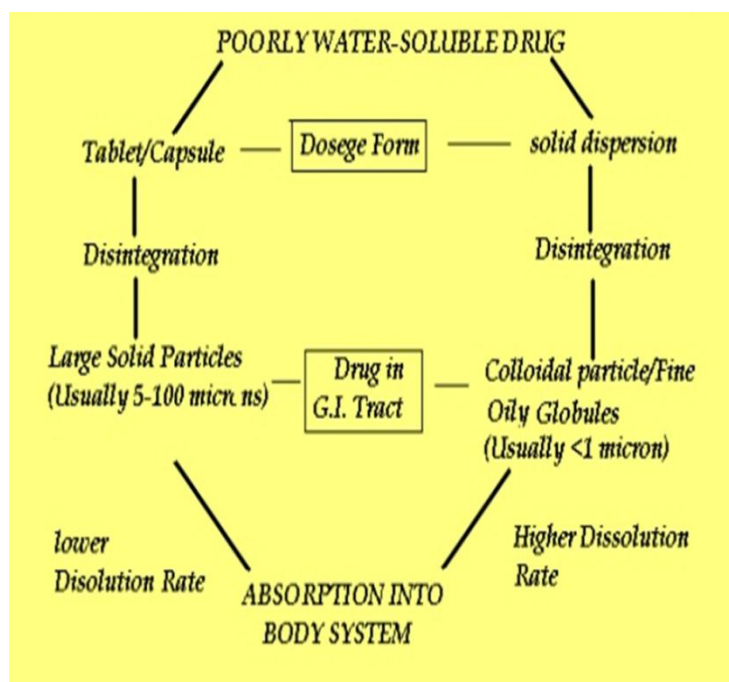 POORLY WATER-SOLUBLE DRUG
Tablet/Capsule
Dosege Form
solid dispersion
Disintegration
Disintegration
Large Solid Particles
(Usually 5-100 micr ns)
Drug in
G.I. Tract
Colloidal particle/Fine
Oily Globules
(Usually <1 micron)
lower
Disolution Rate
Higher Dissolution
Rate
ABSORPTION INTO
BODY SYSTEM